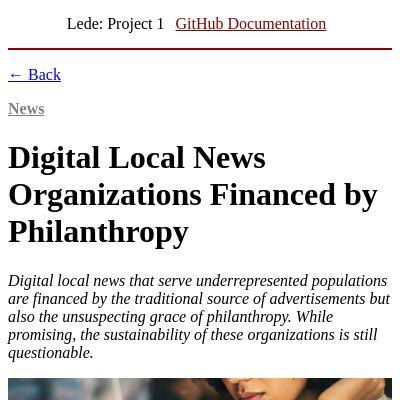 Lede: Project 1 GitHub Documentation
← Back
News
Digital Local News
Organizations Financed by
Philanthropy
Digital local news that serve underrepresented populations
are financed by the traditional source of advertisements but
also the unsuspecting grace of philanthropy. While
promising, the sustainability of these organizations is still
questionable.